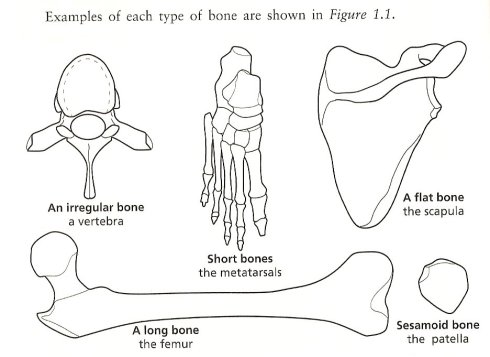 Examples of each type of bone are shown in Figure 1.1.
An irregular bone
a vertebra
Short bones
the metatarsals
A flat bone
the scapula
A long bone
the femur
Sesamoid bone
the patella